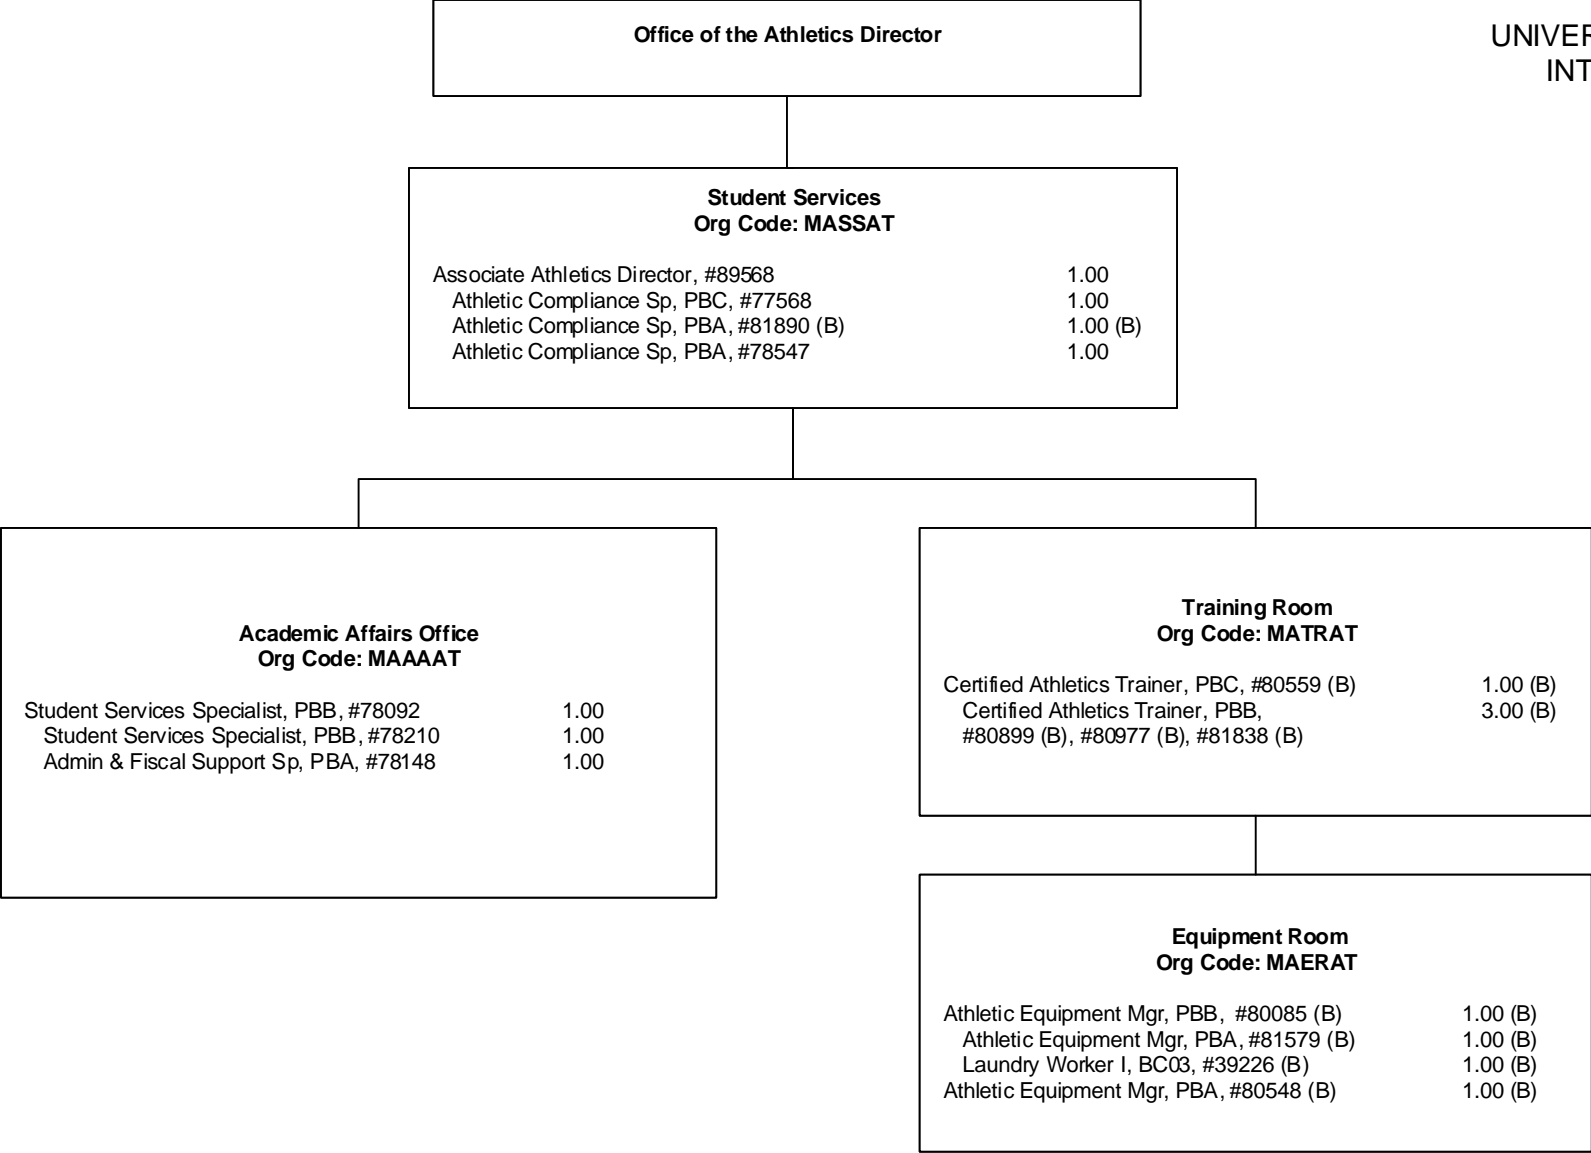 Office of the Athletics Director
UNIVER
INT
Student Services
Org Code: MASSAT
Associate Athletics Director, #89568 1.00
Athletic Compliance Sp, PBC, #77568 1.00
Athletic Compliance Sp, PBA, #81890 (B) 1.00 (B)
Athletic Compliance Sp, PBA, #78547 1.00
Academic Affairs Office
Org Code: MAAAAT
Student Services Specialist, PBB, #78092 1.00
Student Services Specialist, PBB, #78210 1.00
Admin & Fiscal Support Sp, PBA, #78148 1.00
Training Room
Org Code: MATRAT
Certified Athletics Trainer, PBC, #80559 (B) 1.00 (B)
Certified Athletics Trainer, PBB, 3.00 (B)
#80899 (B), #80977 (B), #81838 (B)
Equipment Room
Org Code: MAERAT
Athletic Equipment Mgr, PBB, #80085 (B) 1.00 (B)
Athletic Equipment Mgr, PBA, #81579 (B) 1.00 (B)
Laundry Worker I, BC03, #39226 (B) 1.00 (B)
Athletic Equipment Mgr, PBA, #80548 (B) 1.00 (B)